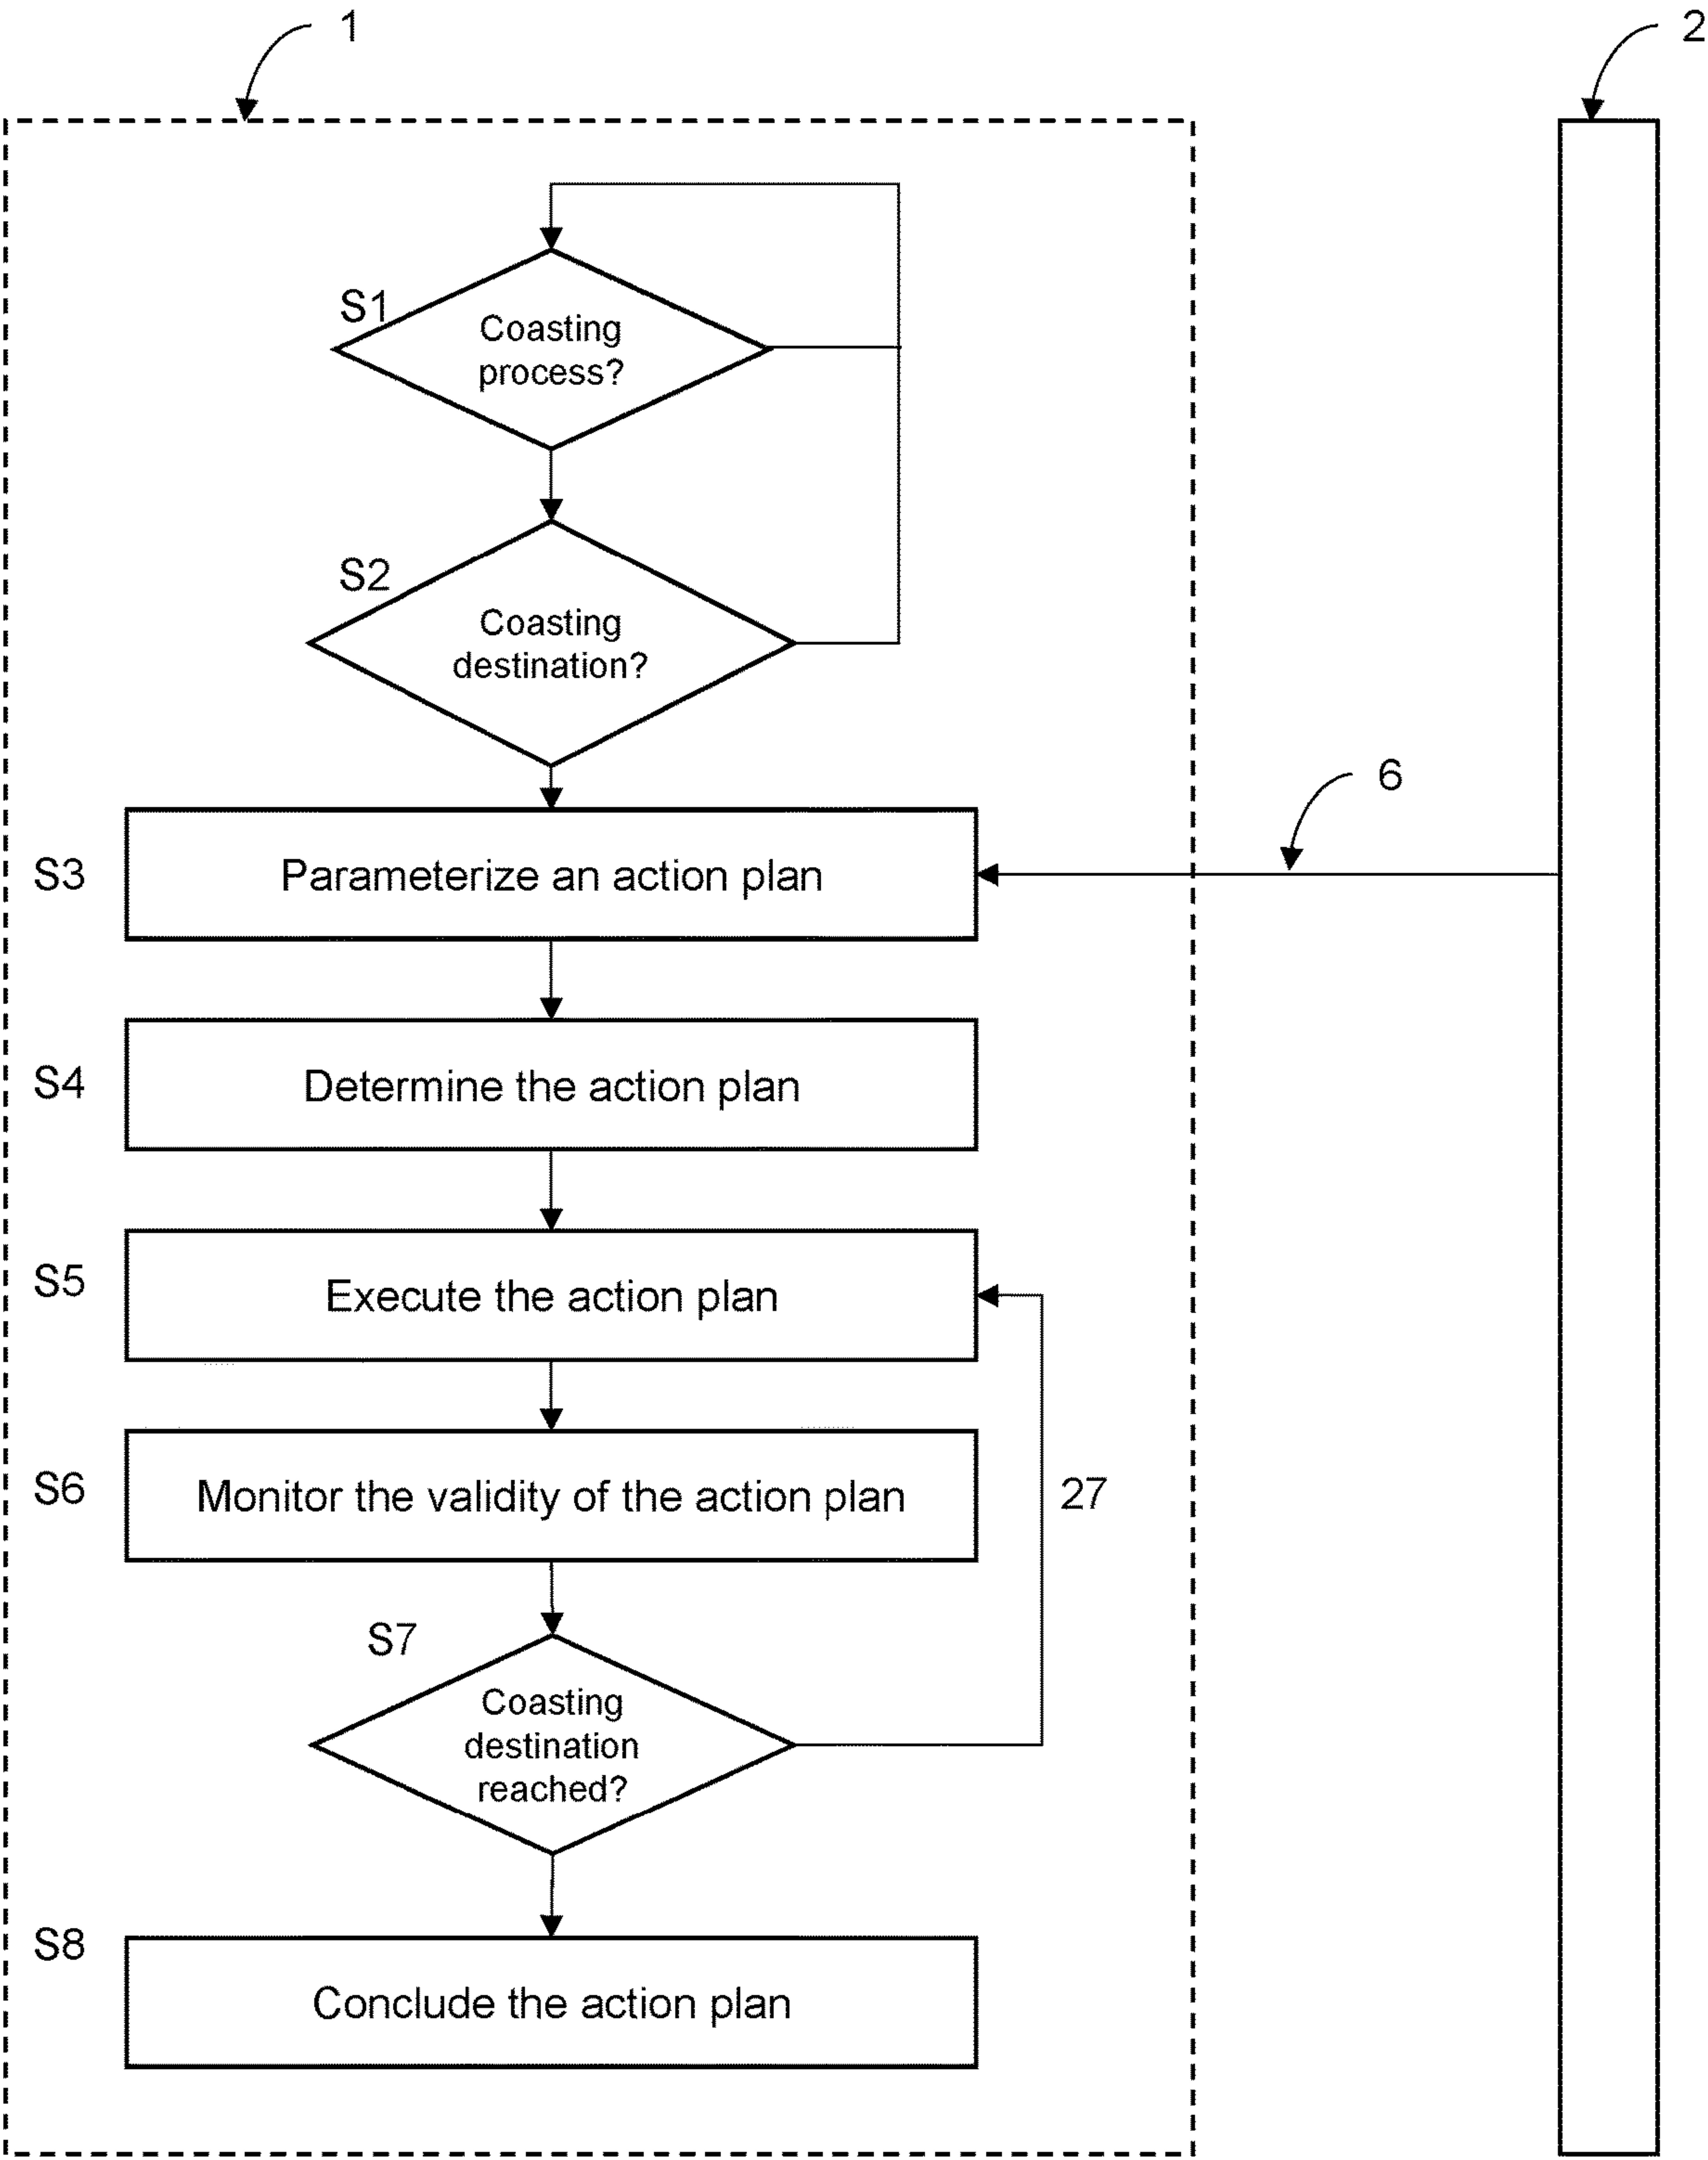 1
2
S1
Coasting
process?
S2
Coasting
destination?
6
S3
Parameterize an action plan
S4
Determine the action plan
S5
Execute the action plan
S6
Monitor the validity of the action plan
27
S7
Coasting
destination
reached?
S8
Conclude the action plan